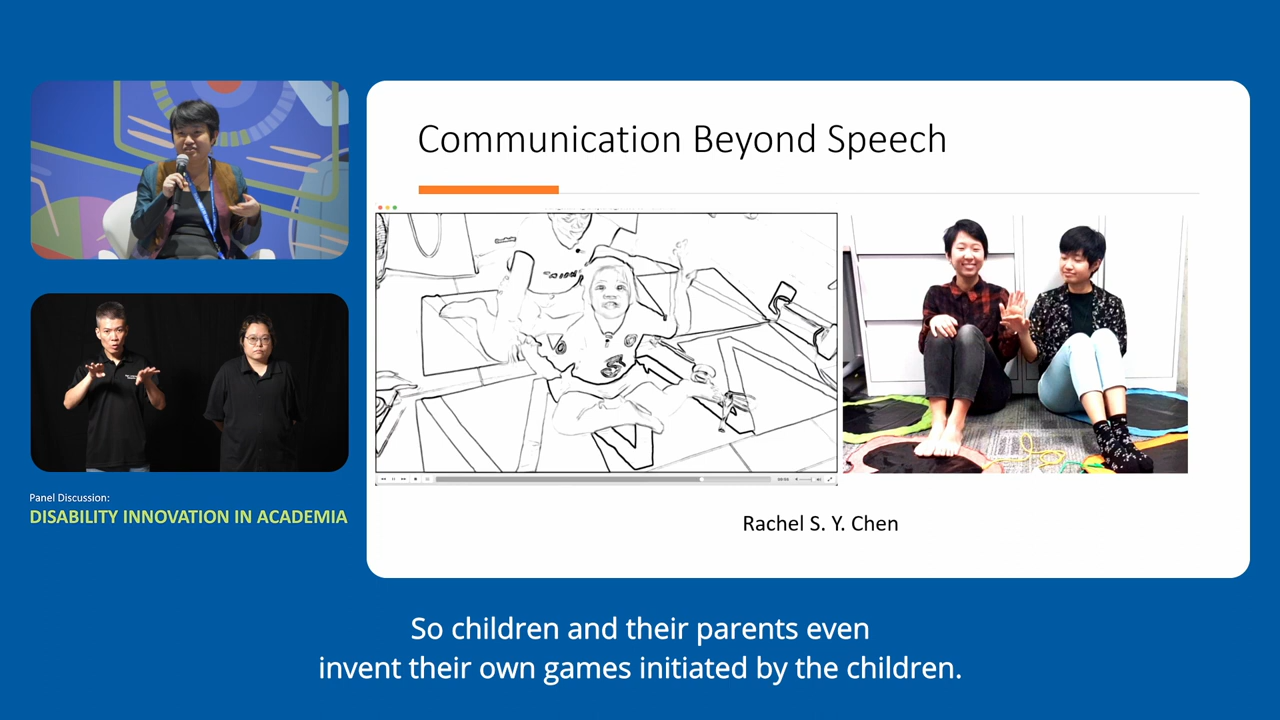 Communication Beyond Speech
Rachel S. Y. Chen
Panel Discussion:
DISABILITY INNOVATION IN ACADEMIA
So children and their parents even
invent their own games initiated by the children.